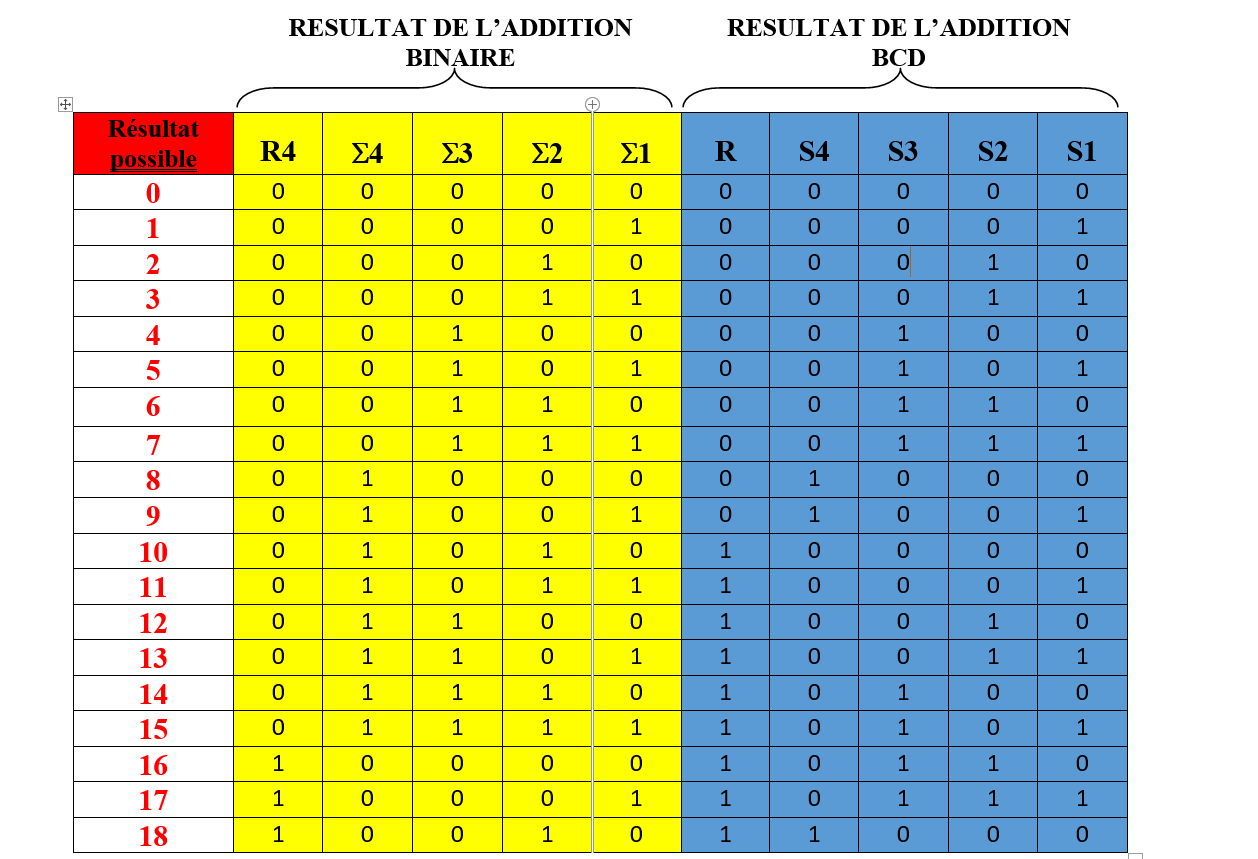 RESULTAT DE L’ADDITION BINAIRE
RESULTAT DE L’ADDITION BCD
Résultat possible R4 Σ4 Σ3 Σ2 Σ1 R S4 S3 S2 S1
0 0 0 0 0 0 0 0 0 0 0
1 0 0 0 0 1 0 0 0 0 1
2 0 0 0 1 0 0 0 0 1 0
3 0 0 0 1 1 0 0 0 1 1
4 0 0 1 0 0 0 0 1 0 0
5 0 0 1 0 1 0 0 1 0 1
6 0 0 1 1 0 0 0 1 1 0
7 0 0 1 1 1 0 0 1 1 1
8 0 1 0 0 0 0 1 0 0 0
9 0 1 0 0 1 0 1 0 0 1
10 0 1 0 1 0 1 0 0 0 0
11 0 1 0 1 1 1 0 0 0 1
12 0 1 1 0 0 1 0 0 1 0
13 0 1 1 0 1 1 0 0 1 1
14 0 1 1 1 0 1 0 1 0 0
15 0 1 1 1 1 1 0 1 0 1
16 1 0 0 0 0 1 0 1 1 0
17 1 0 0 0 1 1 0 1 1 1
18 1 0 0 1 0 1 1 0 0 0